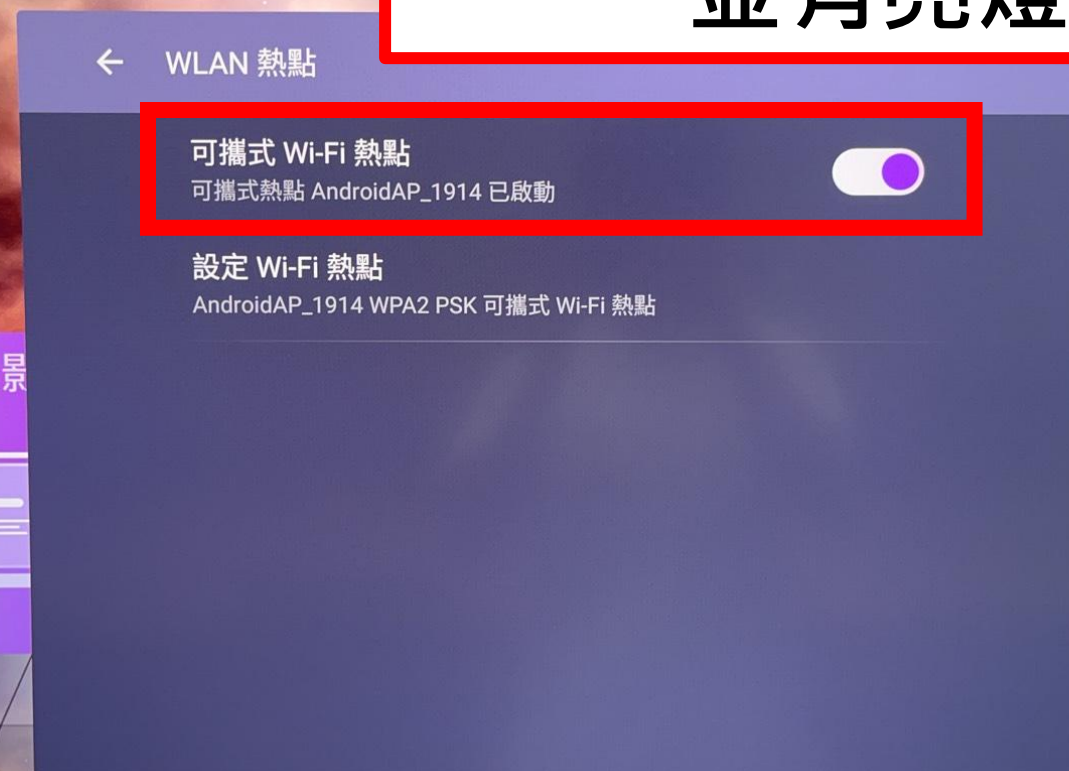 WLAN 熱點
可攜式 Wi-Fi 熱點
可攜式熱點 AndroidAP_1914 已啟動
設定 Wi-Fi 熱點
AndroidAP_1914 WPA2 PSK 可攜式 Wi-Fi 熱點
景